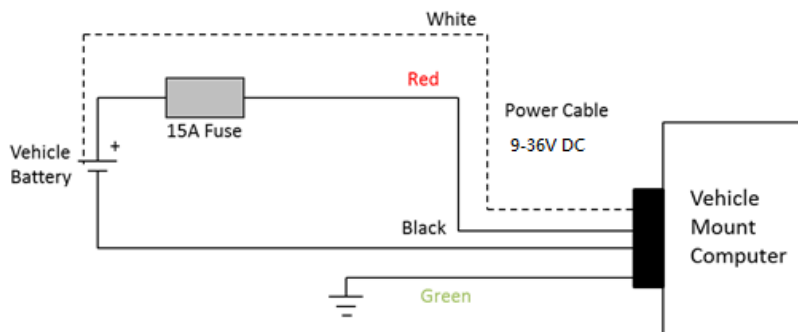 White
Red
Power Cable
9-36V DC
15A Fuse
+
Vehicle
Battery
Black
Green
Vehicle
Mount
Computer